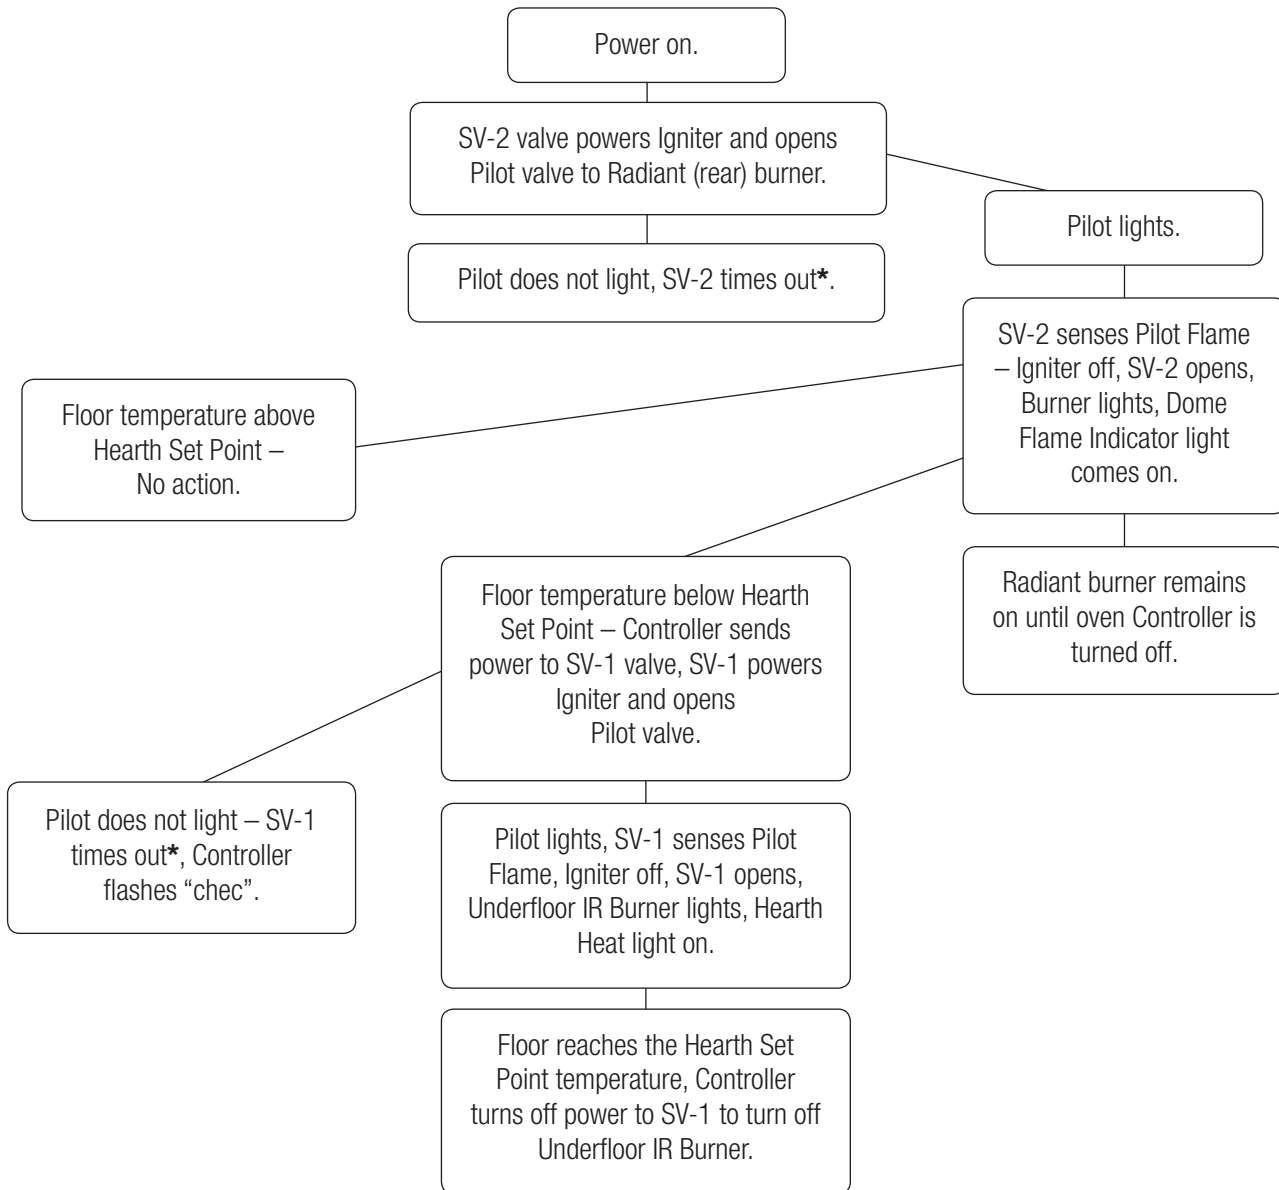 Power on.
SV-2 valve powers Igniter and opens
Pilot valve to Radiant (rear) burner.
Pilot lights.
Pilot does not light, SV-2 times out*.
SV-2 senses Pilot Flame
– Igniter off, SV-2 opens,
Burner lights, Dome
Flame Indicator light
comes on.
Floor temperature above
Hearth Set Point –
No action.
Radiant burner remains
on until oven Controller is
turned off.
Floor temperature below Hearth
Set Point – Controller sends
power to SV-1 valve, SV-1 powers
Igniter and opens
Pilot valve.
Pilot does not light – SV-1
times out*, Controller
flashes “chec”.
Pilot lights, SV-1 senses Pilot
Flame, Igniter off, SV-1 opens,
Underfloor IR Burner lights, Hearth
Heat light on.
Floor reaches the Hearth Set
Point temperature, Controller
turns off power to SV-1 to turn off
Underfloor IR Burner.